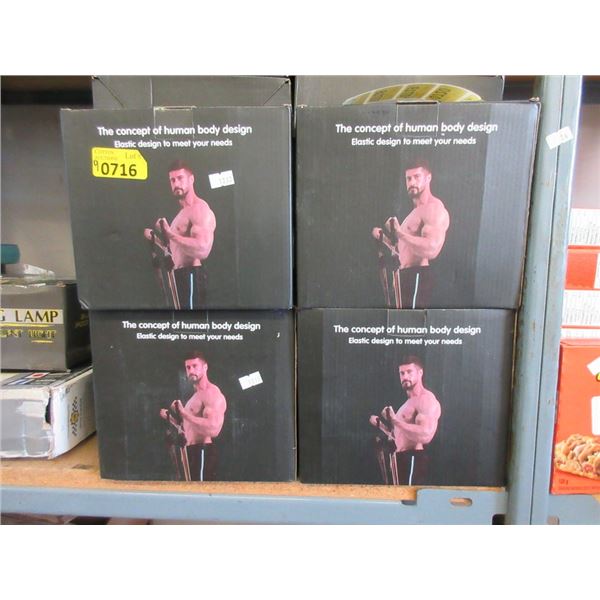 The concept of human body design
Elastic design to meet your needs
Lot
0716
The concept of human body design
Elastic design to meet your needs
The concept of human body design
Elastic design to meet your needs
The concept of human body design
Elastic design to meet your needs
G LAMP